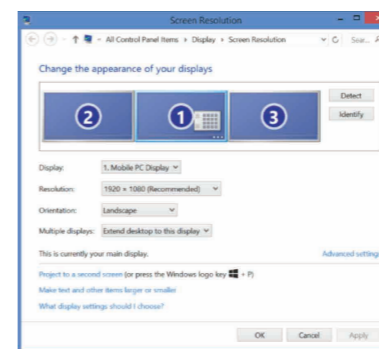 Screen Resolution
All Control Panel Items Display Screen Resolution
Change the appearance of your displays
2 1 3
Detect
Identify
Display: 1. Mobile PC Display
Resolution: 1920 × 1080 (Recommended)
Orientation: Landscape
Multiple displays: Extend desktop to this display
This is currently your main display. Advanced setting
Project to a second screen (or press the Windows logo key + P)
Make text and other items larger or smaller
What display settings should I choose?
OK Cancel Apply